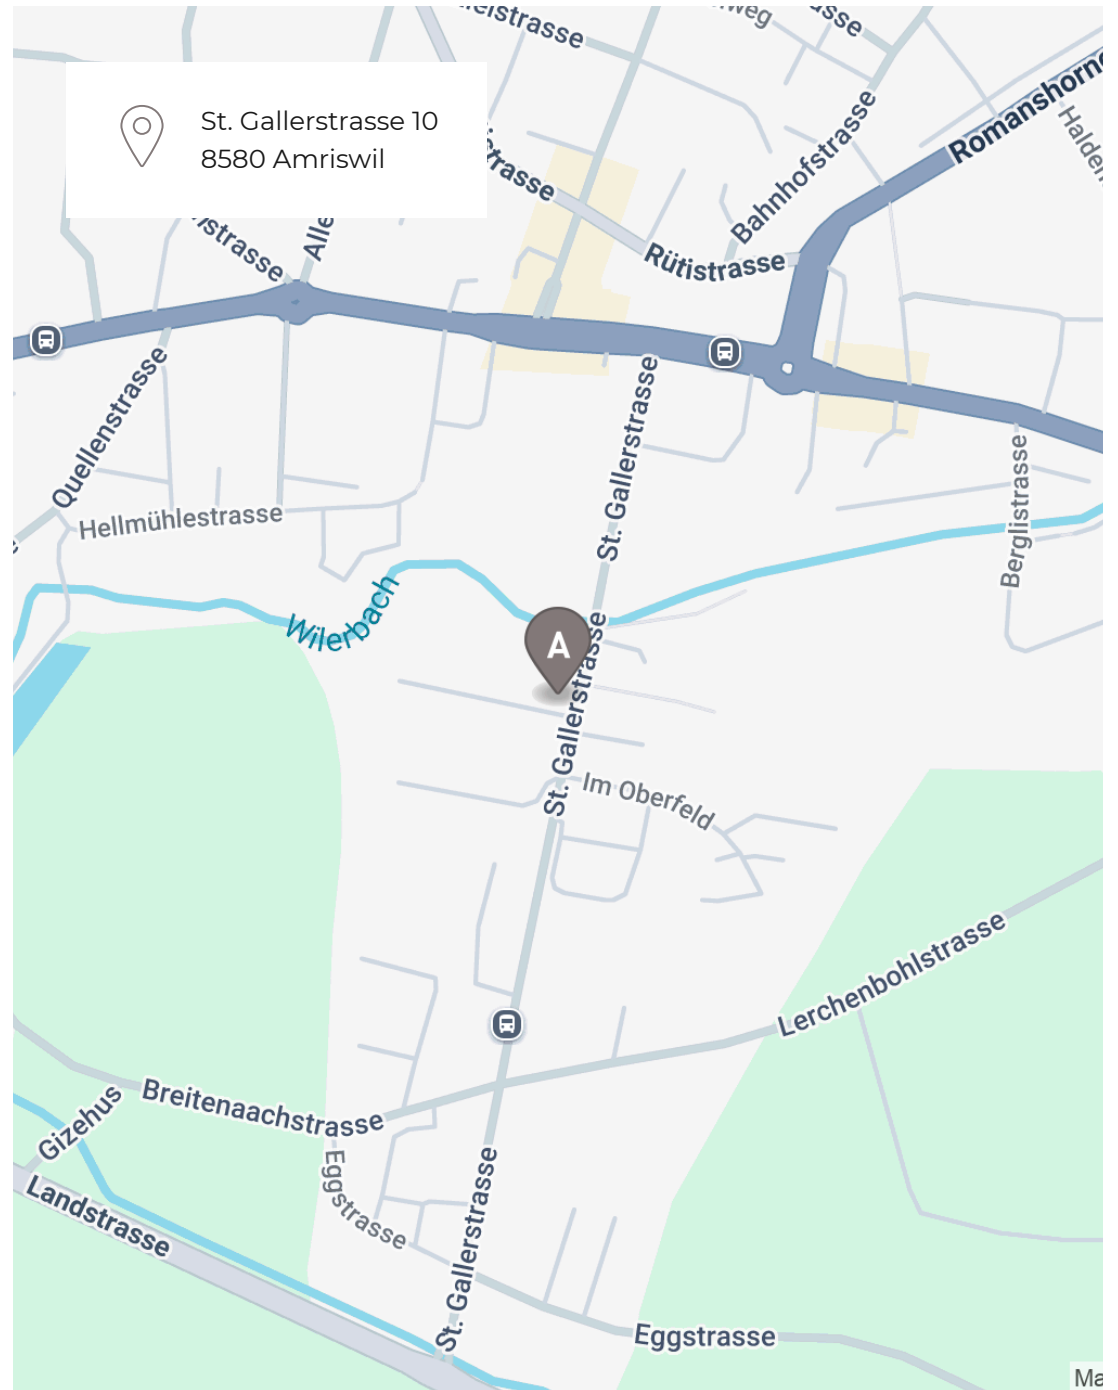 St. Gallerstrasse 10
8580 Amriswil
Bahnhofstrasse
Rütistrasse
Quellenstrasse
Hellmühlestrasse
St. Gallerstrasse
Berglistrasse
Wilerbach
A
St. Gallerstrasse
Im Oberfeld
Lerchenbohlstrasse
Breitenaachstrasse
Gizehus
Landstrasse
Eggstrasse
St. Gallerstrasse
Eggstrasse